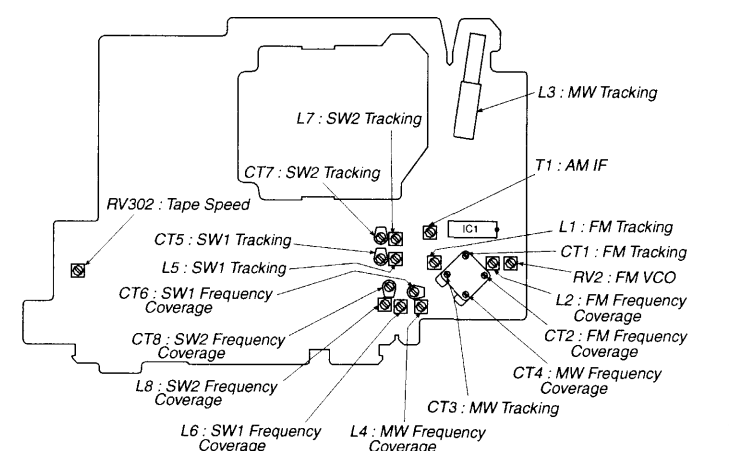 L3 : MW Tracking
L7 : SW2 Tracking
CT7 : SW2 Tracking
T1 : AM IF
RV302 : Tape Speed
IC1
L1 : FM Tracking
CT5 : SW1 Tracking
CT1 : FM Tracking
L5 : SW1 Tracking
RV2 : FM VCO
CT6 : SW1 Frequency
Coverage
L2 : FM Frequency
Coverage
CT8 : SW2 Frequency
Coverage
CT2 : FM Frequency
Coverage
L8 : SW2 Frequency
Coverage
CT4 : MW Frequency
Coverage
CT3 : MW Tracking
L6 : SW1 Frequency
Coverage
L4 : MW Frequency
Coverage